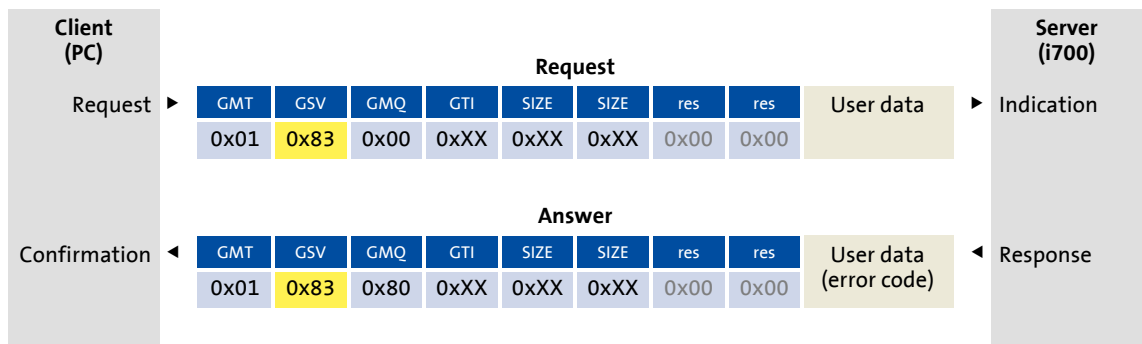 Client
(PC)
Server
(i700)
Request
Request ► GMT GSV GMQ GTI SIZE SIZE res res User data ► Indication
0x01 0x83 0x00 0xXX 0xXX 0xXX 0x00 0x00
Answer
Confirmation ◄ GMT GSV GMQ GTI SIZE SIZE res res User data ◄ Response
(error code)
0x01 0x83 0x80 0xXX 0xXX 0xXX 0x00 0x00